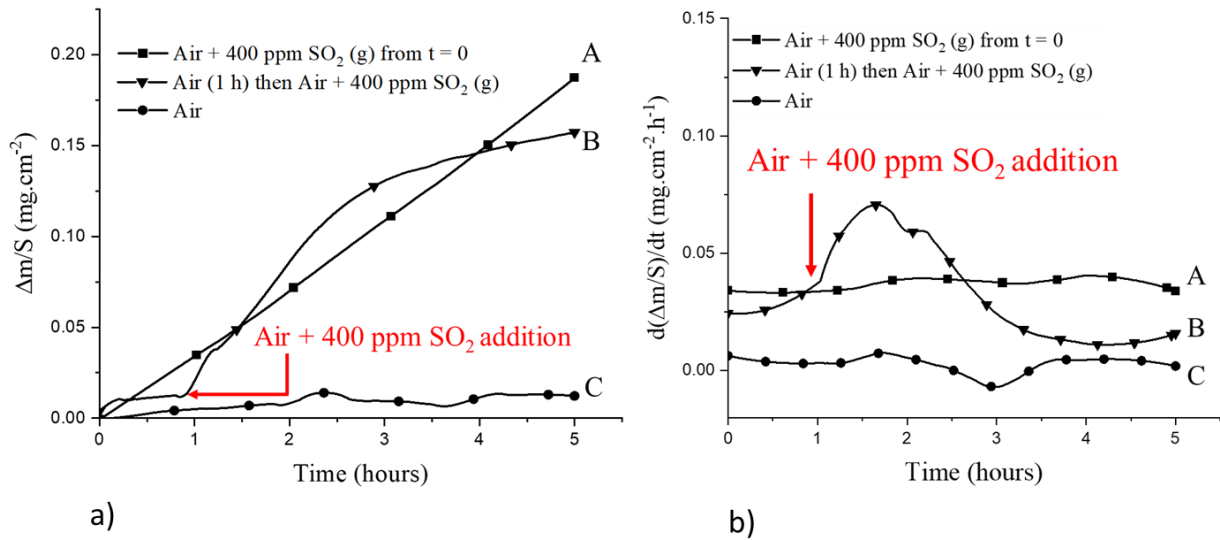 Air + 400 ppm SO₂ (g) from t = 0
Air (1 h) then Air + 400 ppm SO₂ (g)
Air
A
B
C
Air + 400 ppm SO₂ addition
0.20
0.15
0.10
0.05
0.00
Δm/S (mg.cm⁻²)
0 1 2 3 4 5
Time (hours)
a)
Air + 400 ppm SO₂ (g) from t = 0
Air (1 h) then Air + 400 ppm SO₂ (g)
Air
Air + 400 ppm SO₂ addition
A
B
C
0.15
0.10
0.05
0.00
d(Δm/S)/dt (mg.cm⁻².h⁻¹)
0 1 2 3 4 5
Time (hours)
b)